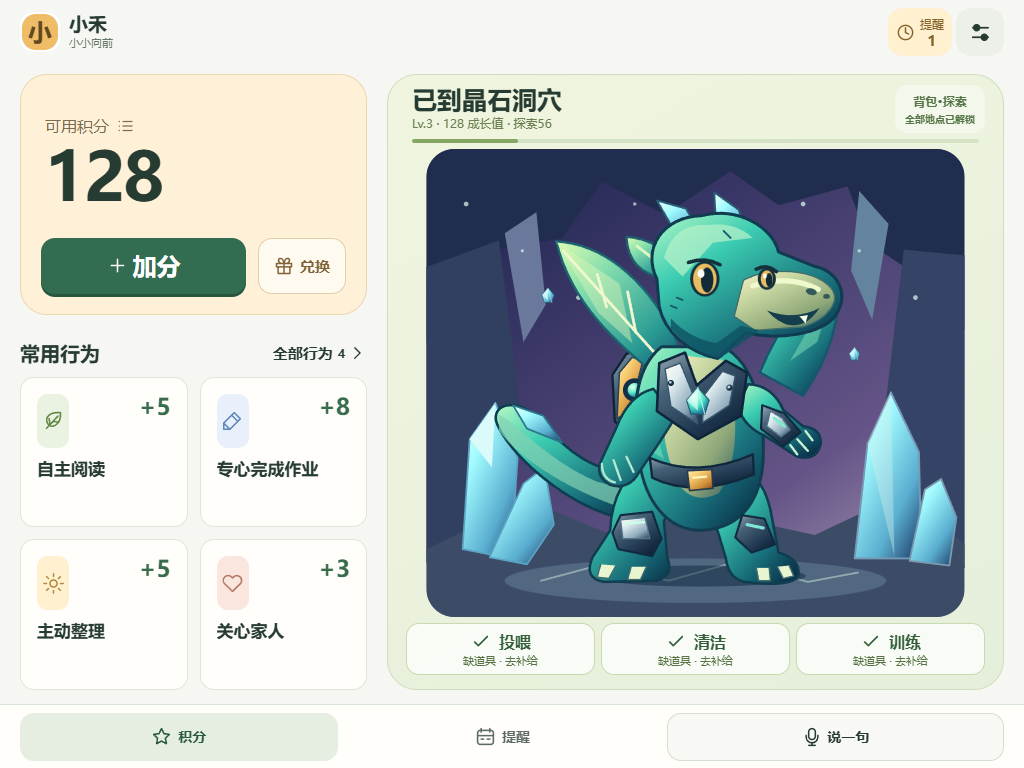 小
小禾
小小向前
提醒
1
可用积分
128
+ 加分
兑换
常用行为
全部行为 4
+5
自主阅读
+8
专心完成作业
+5
主动整理
+3
关心家人
已到晶石洞穴
Lv.3 · 128 成长值 · 探索56
背包•探索
全部地点已解锁
投喂
缺道具 · 去补给
清洁
缺道具 · 去补给
训练
缺道具 · 去补给
积分
提醒
说一句